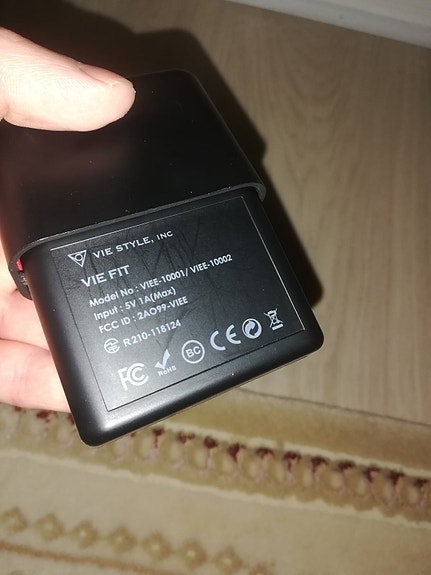 VIE STYLE, INC
VIE FIT
Model No : VIEE-10001/ VIEE-10002
Input : 5V 1A(Max)
FCC ID : 2AO99-VIEE
R 210-118124
FC RoHS BC CE